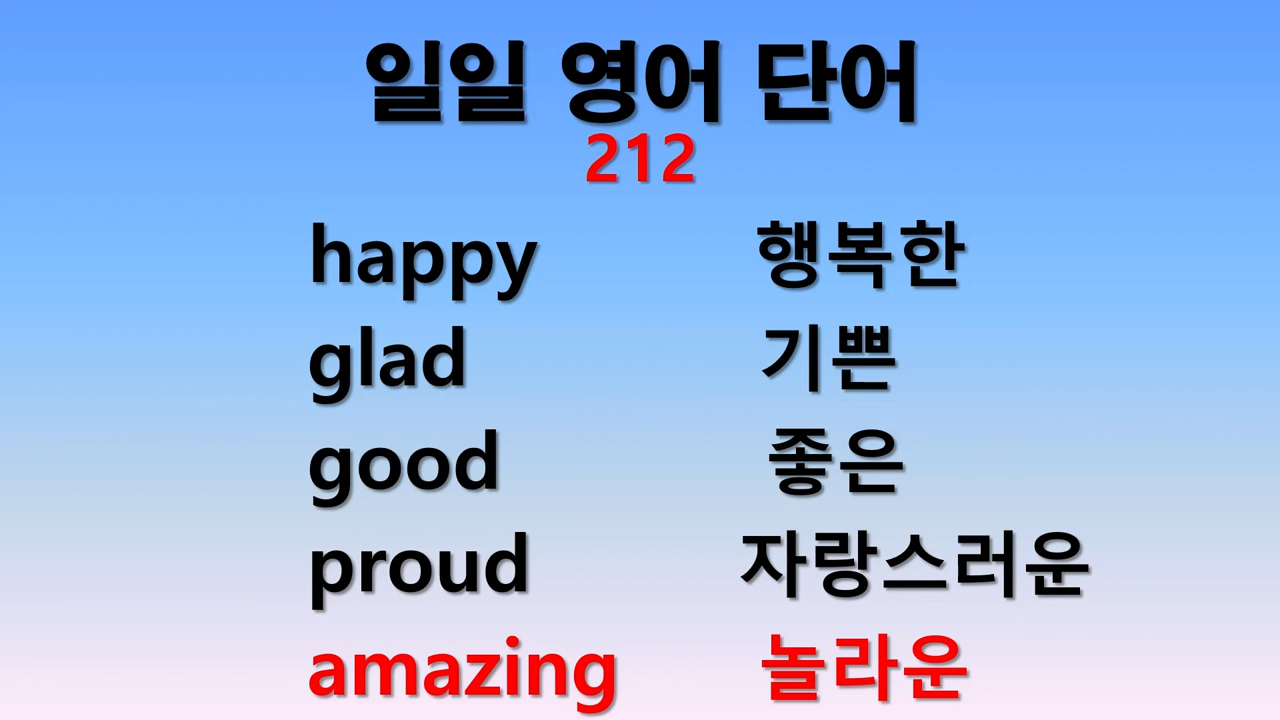 일일 영어 단어
212
happy 행복한
glad 기쁜
good 좋은
proud 자랑스러운
amazing 놀라운